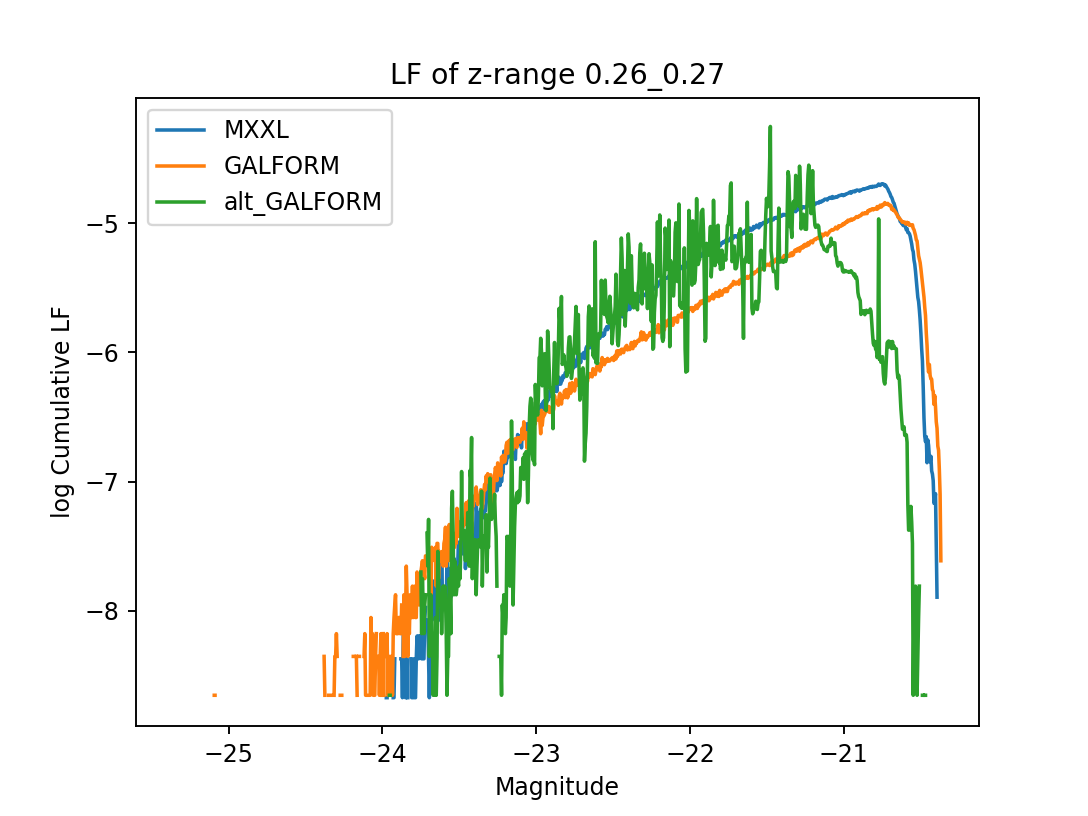 LF of z-range 0.26_0.27
MXXL
GALFORM
alt_GALFORM
−5
−6
−7
−8
log Cumulative LF
−25
−24
−23
−22
−21
Magnitude